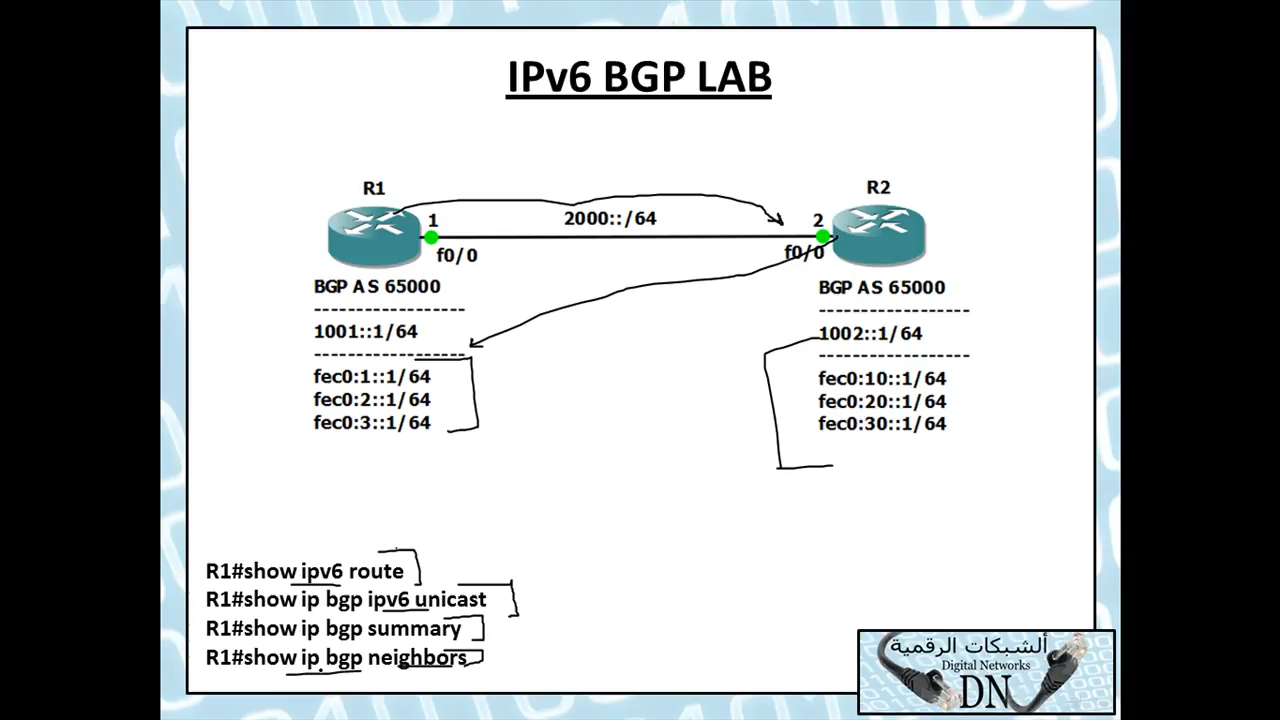 IPv6 BGP LAB
R1
R2
1
2000::/64
2
f0/0
f0/0
BGP AS 65000
-----------------
1001::1/64
-----------------
fec0:1::1/64
fec0:2::1/64
fec0:3::1/64
BGP AS 65000
-----------------
1002::1/64
-----------------
fec0:10::1/64
fec0:20::1/64
fec0:30::1/64
R1#show ipv6 route
R1#show ip bgp ipv6 unicast
R1#show ip bgp summary
R1#show ip bgp neighbors
ألشبكات الرقمية
Digital Networks
DN